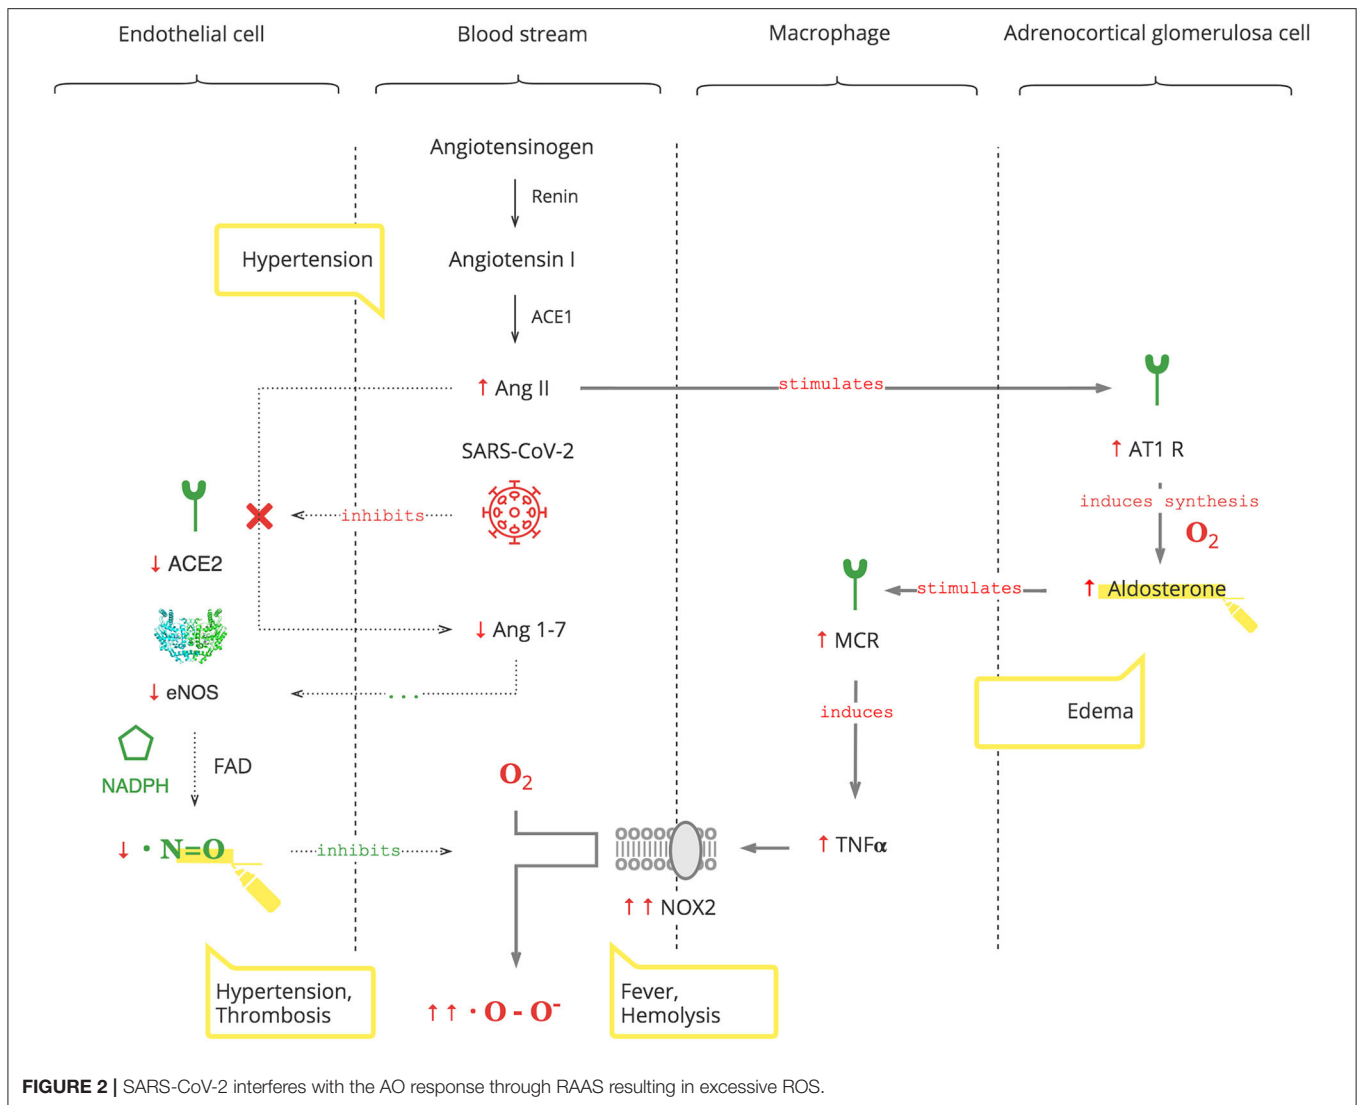 Endothelial cell
Blood stream
Macrophage
Adrenocortical glomerulosa cell
Angiotensinogen
Renin
Hypertension
Angiotensin I
ACE1
↑ Ang II
stimulates
SARS-CoV-2
↑ AT1 R
inhibits
induces synthesis
O2
↓ ACE2
stimulates
↑ Aldosterone
↓ Ang 1-7
↑ MCR
↓ eNOS
...
induces
Edema
NADPH
FAD
O2
↓ · N=O
inhibits
↑ TNFα
↑ ↑ NOX2
Hypertension,
Thrombosis
↑ ↑ · O - O-
Fever,
Hemolysis
FIGURE 2 | SARS-CoV-2 interferes with the AO response through RAAS resulting in excessive ROS.